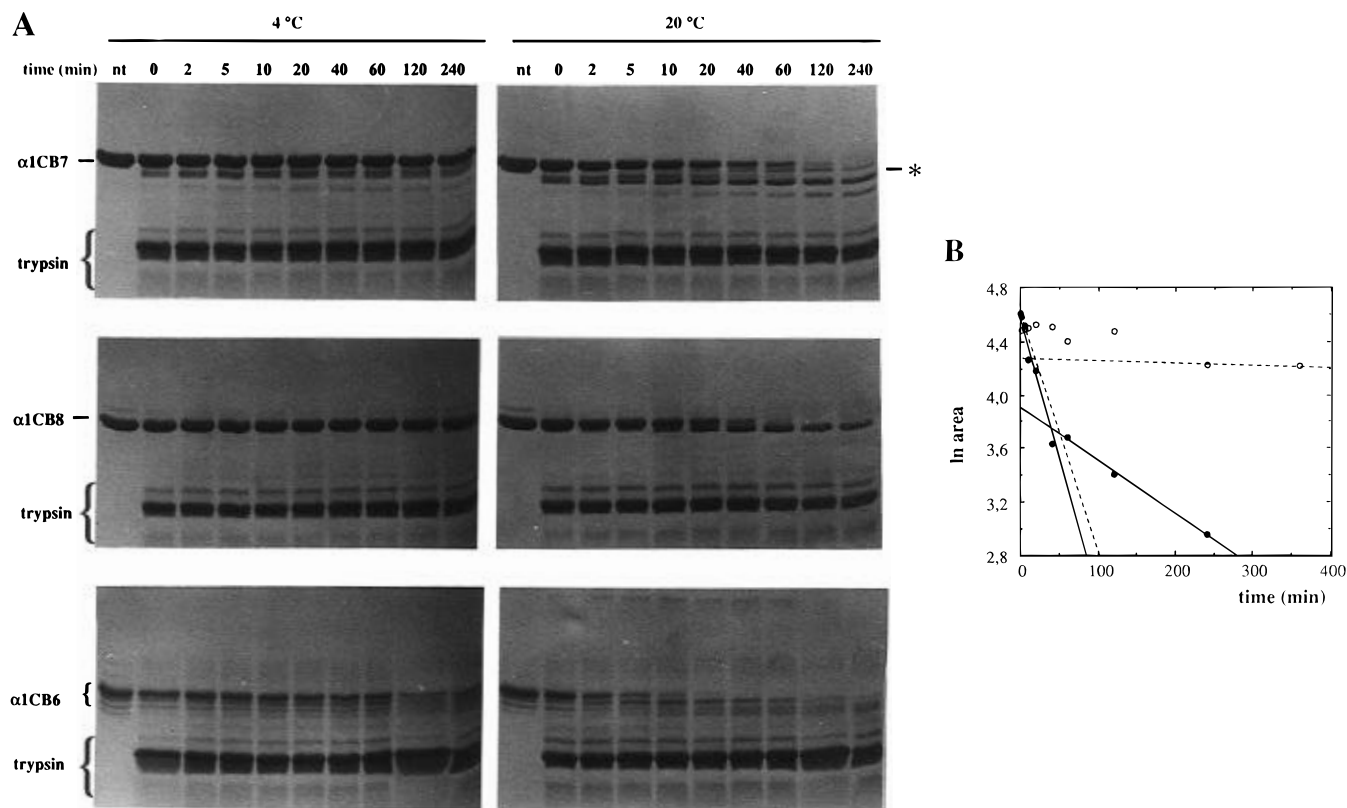 A
4 °C
20 °C
time (min) nt 0 2 5 10 20 40 60 120 240
nt 0 2 5 10 20 40 60 120 240
α1CB7
*
trypsin
α1CB8
trypsin
α1CB6
trypsin
B
4,8
4,4
4,0
3,6
3,2
2,8
ln area
0 100 200 300 400
time (min)